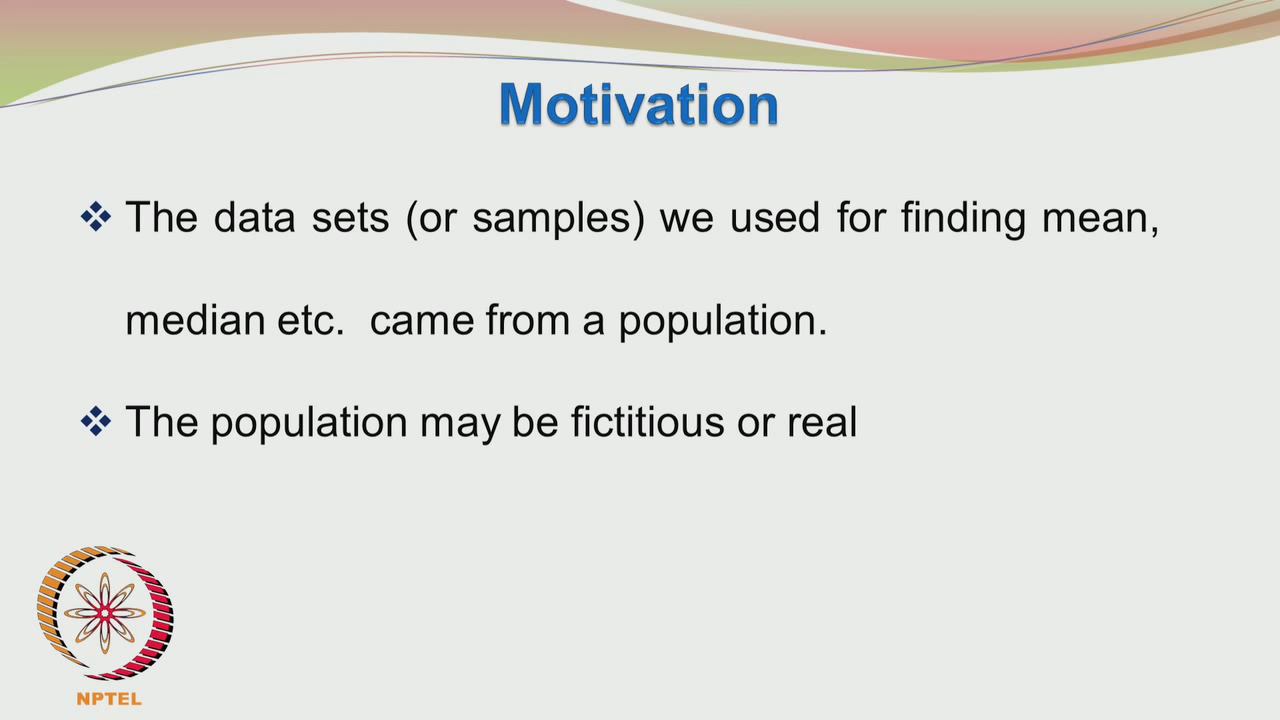 Motivation
The data sets (or samples) we used for finding mean,
median etc. came from a population.
The population may be fictitious or real
NPTEL